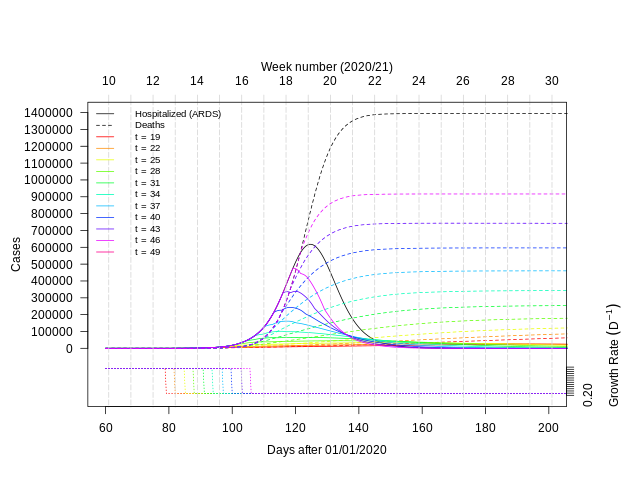 Week number (2020/21)
10 12 14 16 18 20 22 24 26 28 30
Cases
1400000
1300000
1200000
1100000
1000000
900000
800000
700000
600000
500000
400000
300000
200000
100000
0
Hospitalized (ARDS)
Deaths
t = 19
t = 22
t = 25
t = 28
t = 31
t = 34
t = 37
t = 40
t = 43
t = 46
t = 49
0.20
Growth Rate (D⁻¹)
60 80 100 120 140 160 180 200
Days after 01/01/2020